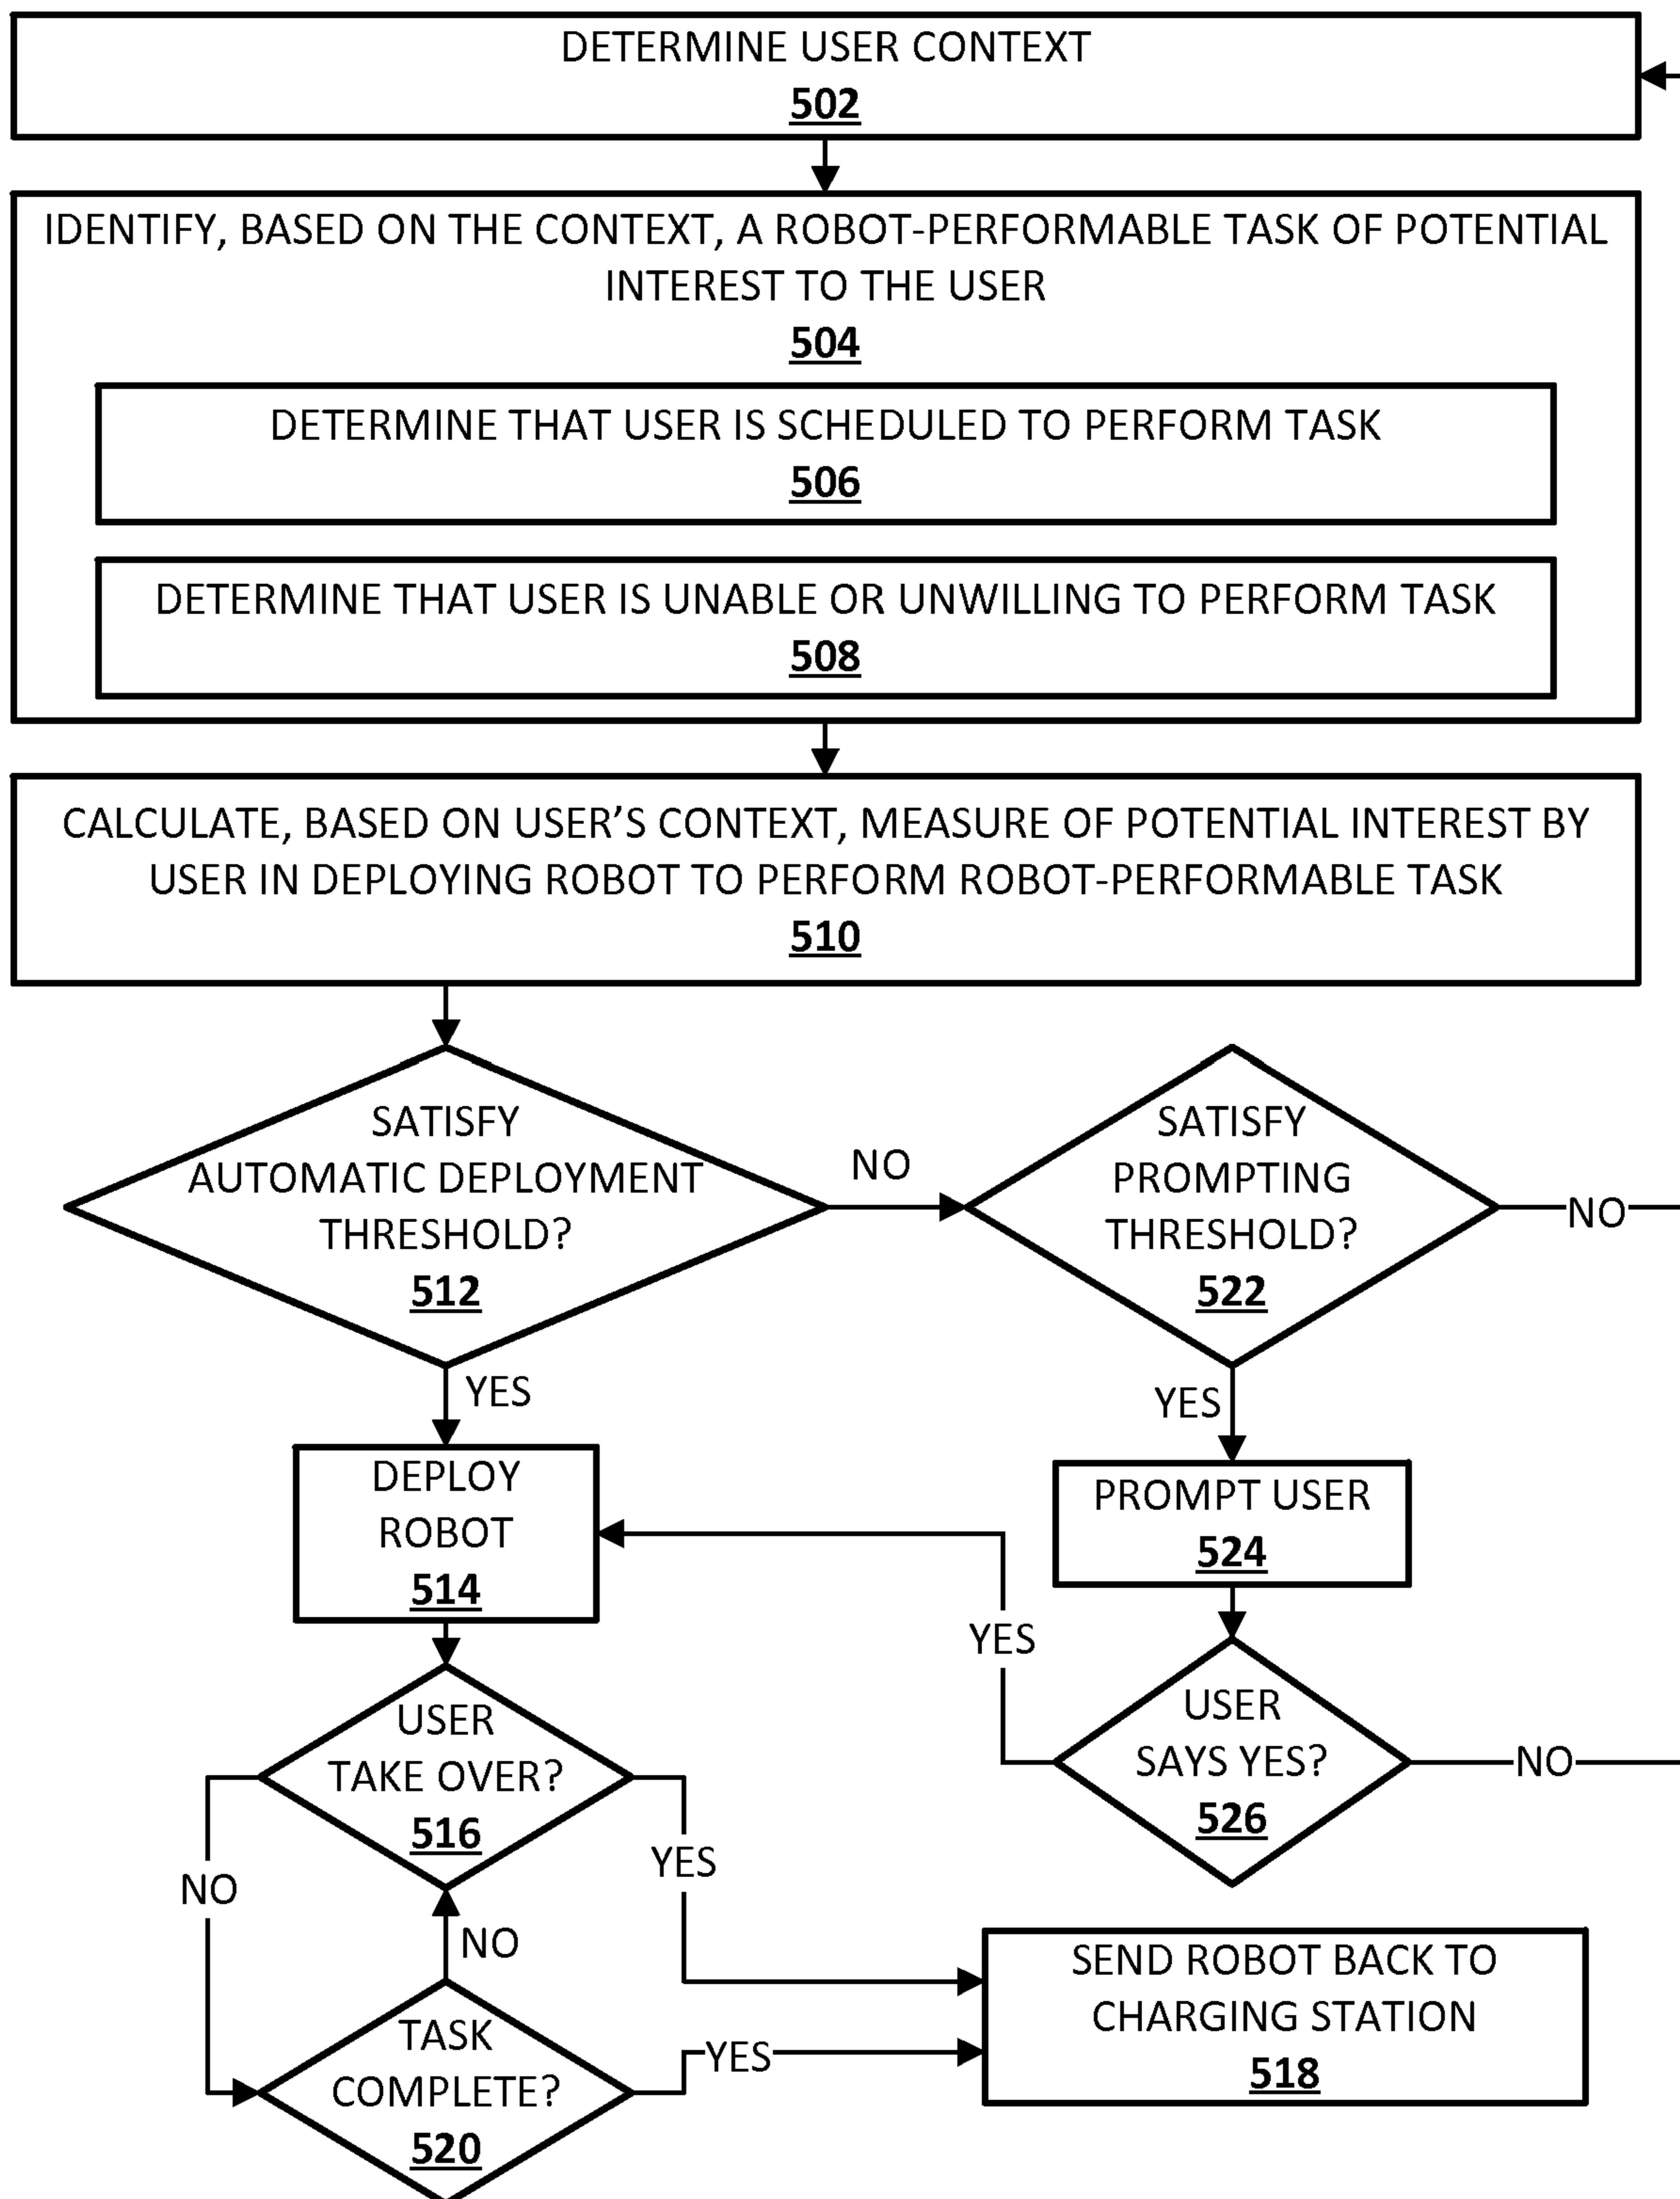 DETERMINE USER CONTEXT
502
IDENTIFY, BASED ON THE CONTEXT, A ROBOT-PERFORMABLE TASK OF POTENTIAL
INTEREST TO THE USER
504
DETERMINE THAT USER IS SCHEDULED TO PERFORM TASK
506
DETERMINE THAT USER IS UNABLE OR UNWILLING TO PERFORM TASK
508
CALCULATE, BASED ON USER’S CONTEXT, MEASURE OF POTENTIAL INTEREST BY
USER IN DEPLOYING ROBOT TO PERFORM ROBOT-PERFORMABLE TASK
510
SATISFY
AUTOMATIC DEPLOYMENT
THRESHOLD?
512
NO
SATISFY
PROMPTING
THRESHOLD?
522
NO
YES
YES
DEPLOY
ROBOT
514
PROMPT USER
524
YES
USER
TAKE OVER?
516
USER
SAYS YES?
526
NO
YES
NO
NO
SEND ROBOT BACK TO
CHARGING STATION
518
TASK
COMPLETE?
520
YES